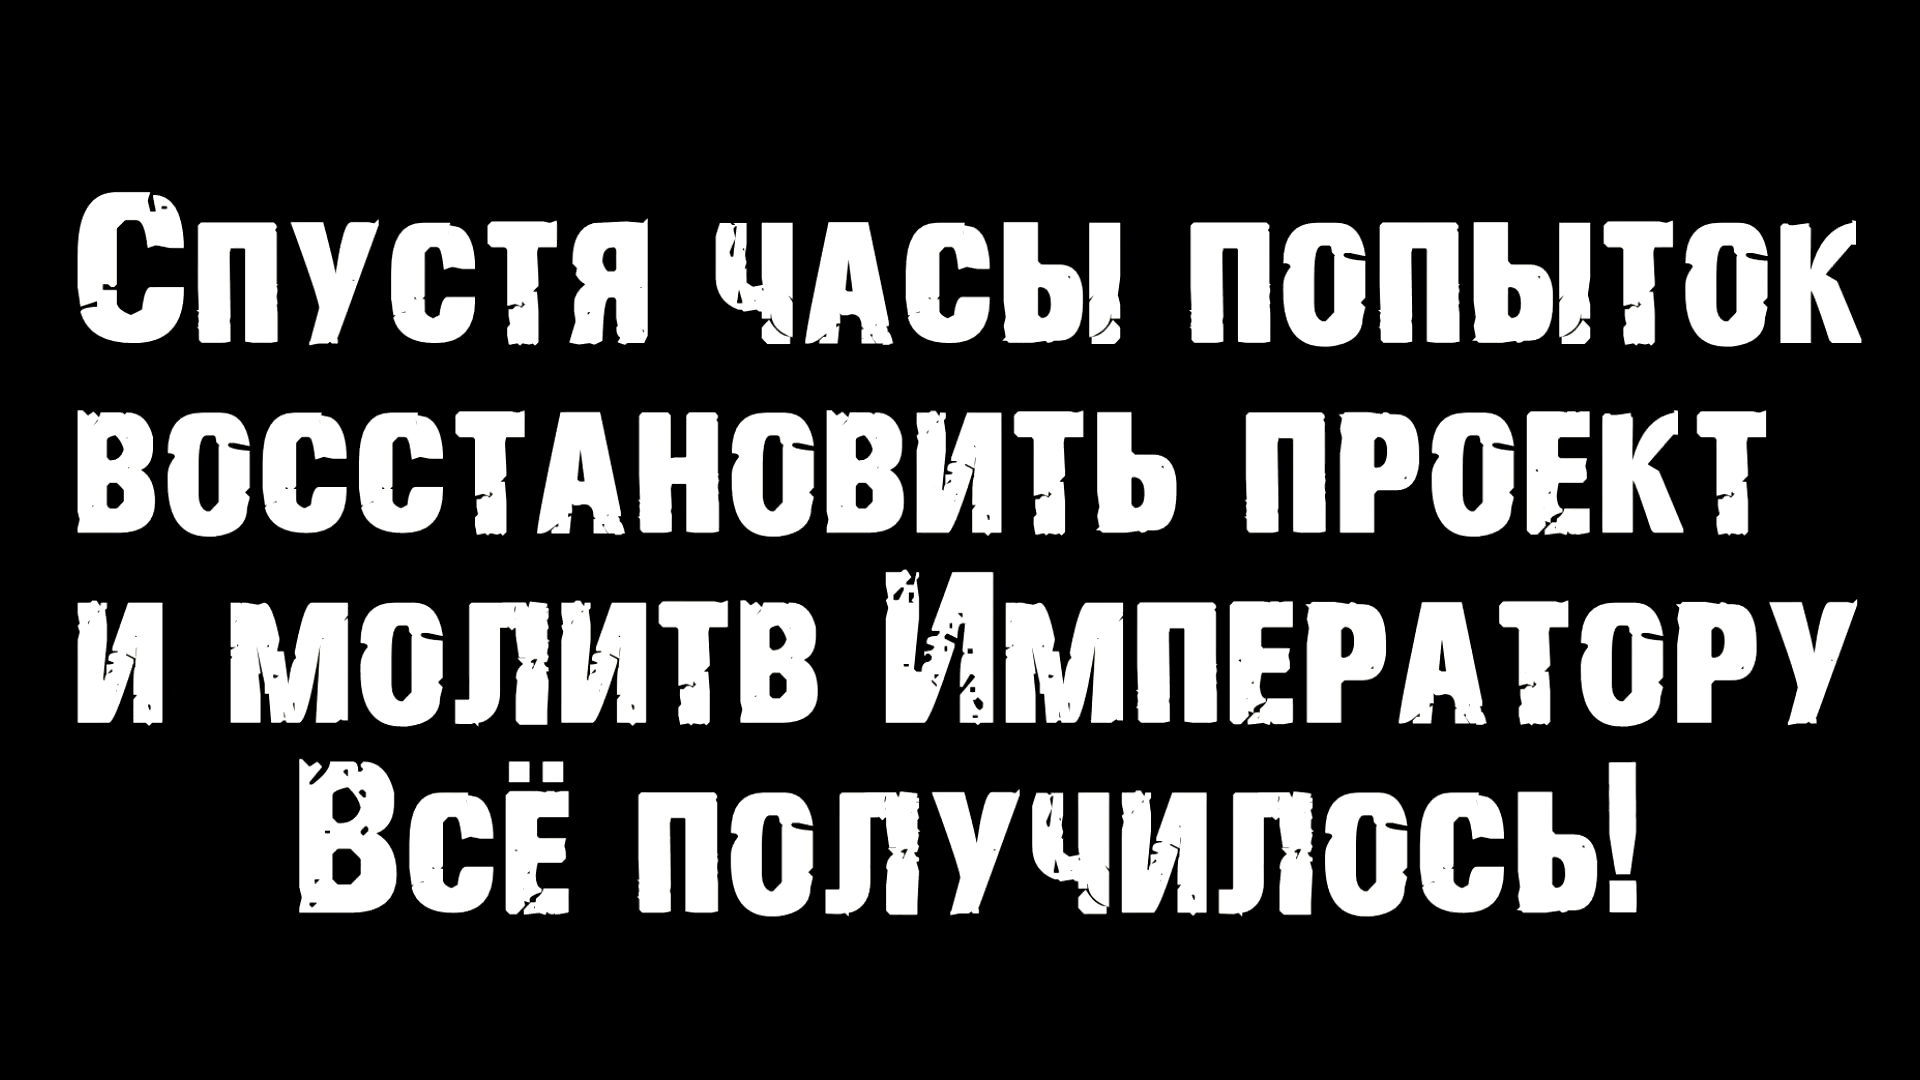 Спустя часы попыток
восстановить проект
и молитв Императору
Всё получилось!